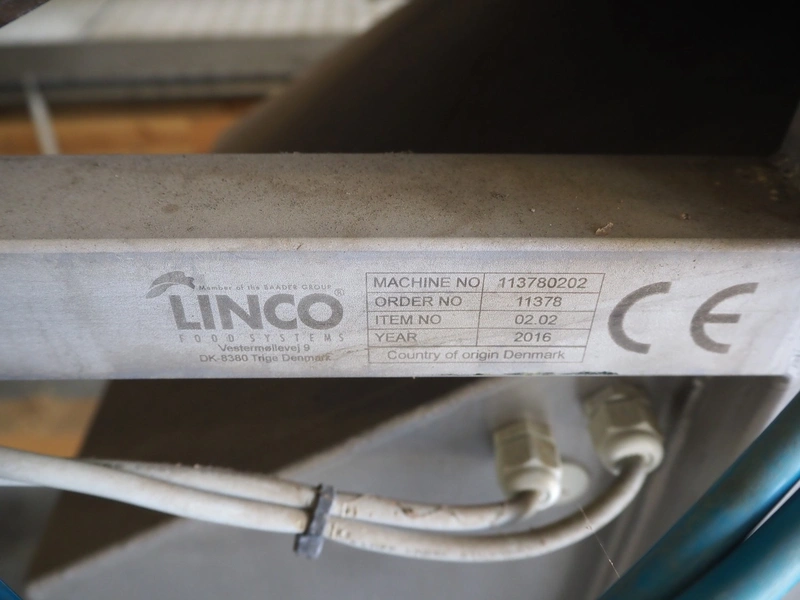 Member of the BAADER GROUP
LINCO®
FOOD SYSTEMS
Vestermøllevej 9
DK-8380 Trige Denmark
MACHINE NO 113780202
ORDER NO 11378
ITEM NO 02.02
YEAR 2016
Country of origin Denmark
CE